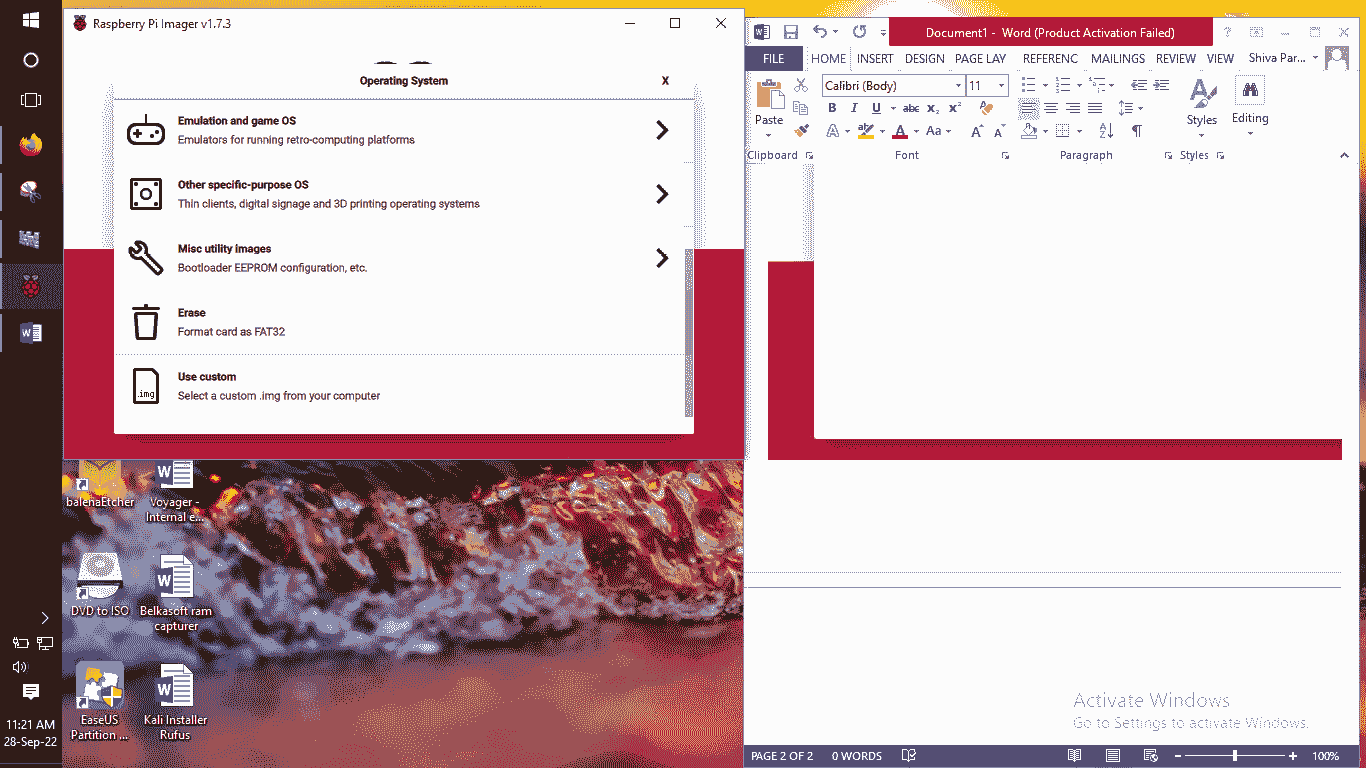 Raspberry Pi Imager v1.7.3
Operating System
X
Emulation and game OS
Emulators for running retro-computing platforms
Other specific-purpose OS
Thin clients, digital signage and 3D printing operating systems
Misc utility images
Bootloader EEPROM configuration, etc.
Erase
Format card as FAT32
.img
Use custom
Select a custom .img from your computer
balenaEtcher
Voyager -
Internal e...
DVD to ISO
Belkasoft ram
capturer
EaseUS
Partition ...
Kali Installer
Rufus
11:21 AM
28-Sep-22
Document1 - Word (Product Activation Failed)
?
FILE HOME INSERT DESIGN PAGE LAY REFERENC MAILINGS REVIEW VIEW Shiva Par...
Paste
Calibri (Body) 11
B I U abc x₂ x²
A ab A Aa A A
Styles
Editing
Clipboard Font Paragraph Styles
Activate Windows
Go to Settings to activate Windows.
PAGE 2 OF 2 0 WORDS 100%